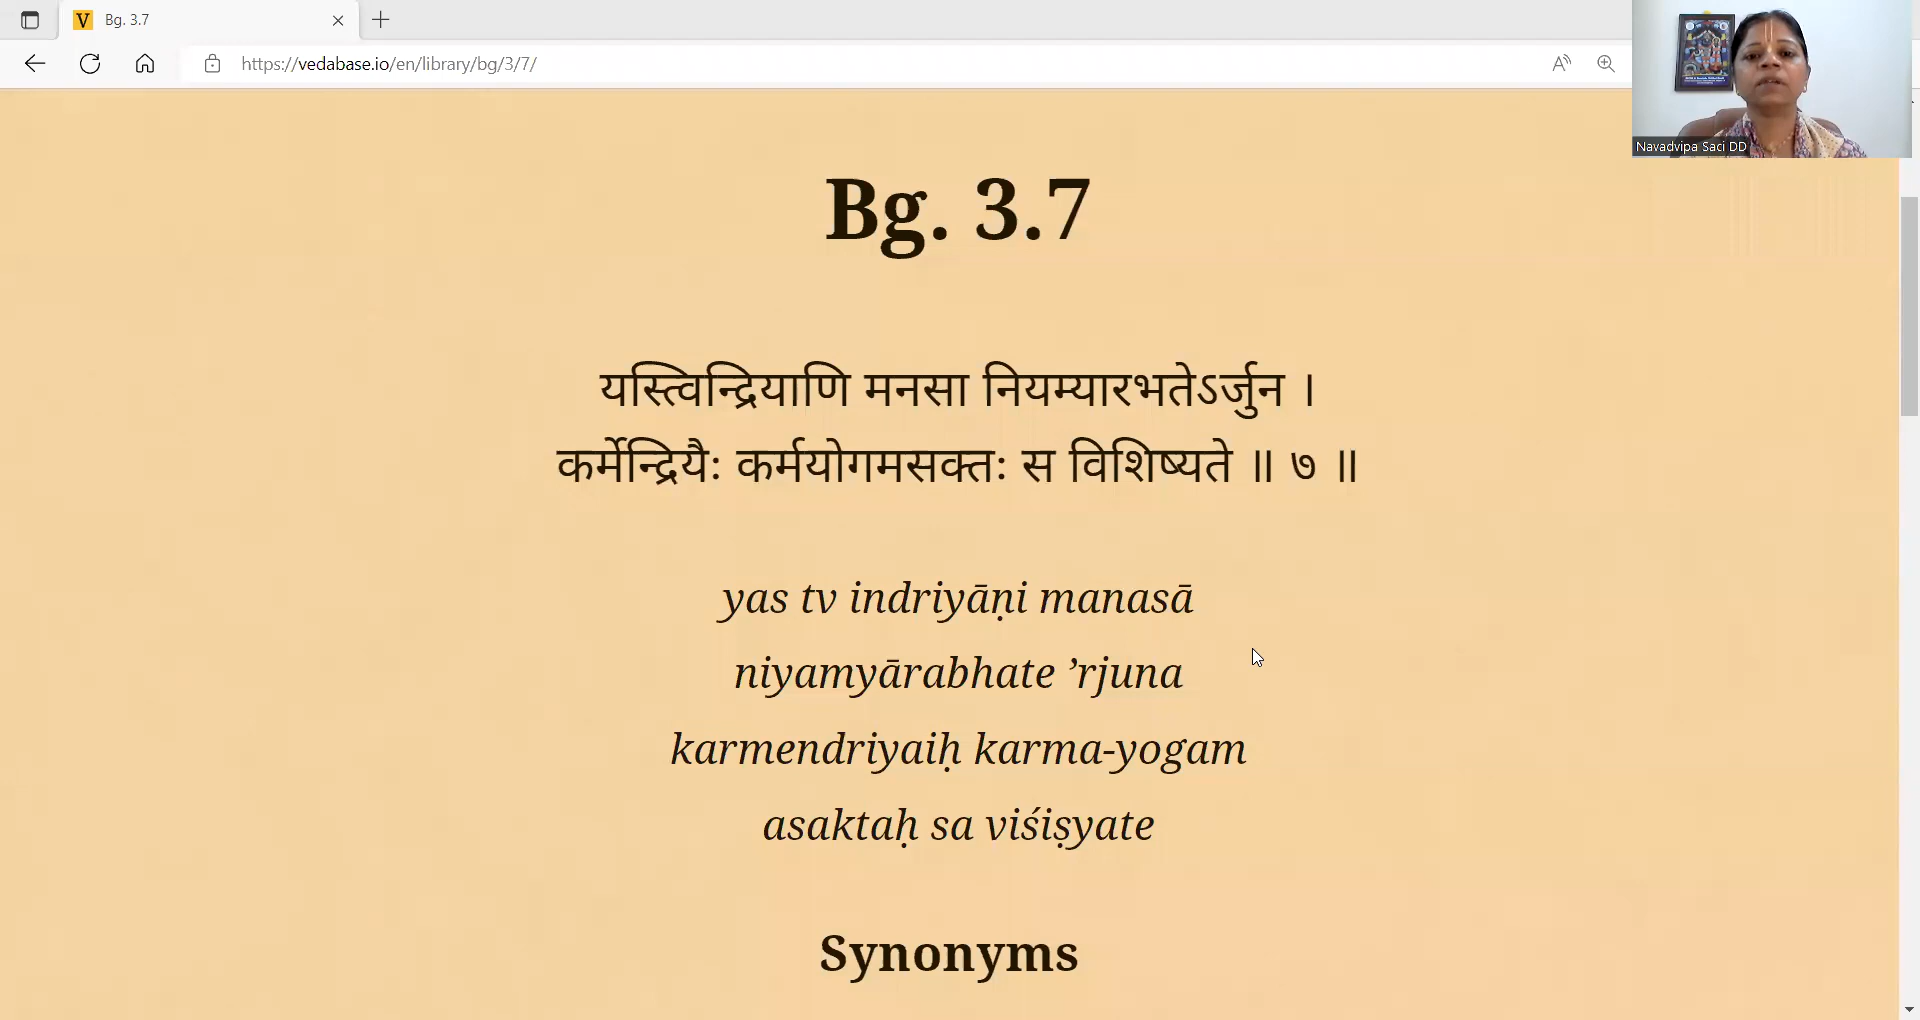 Bg. 3.7
https://vedabase.io/en/library/bg/3/7/
Navadvipa Saci DD
Bg. 3.7
यस्त्विन्द्रियाणि मनसा नियम्यारभतेऽर्जुन ।
कर्मेन्द्रियैः कर्मयोगमसक्तः स विशिष्यते ॥ ७ ॥
yas tv indriyāṇi manasā
niyamyārabhate ’rjuna
karmendriyaiḥ karma-yogam
asaktaḥ sa viśiṣyate
Synonyms